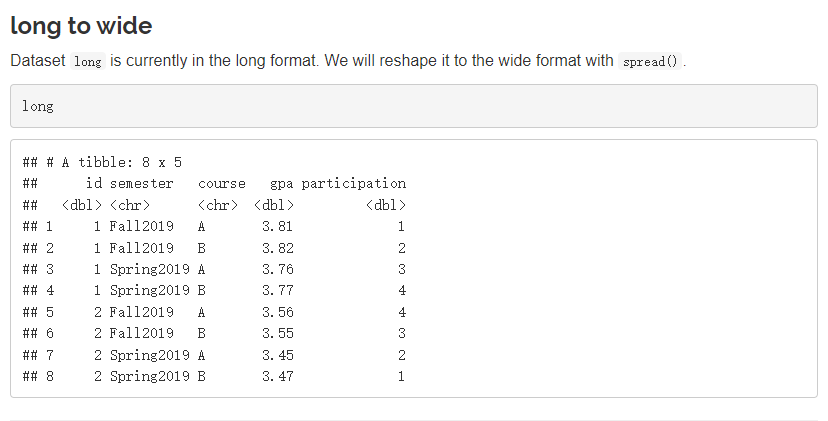 long to wide
Dataset long is currently in the long format. We will reshape it to the wide format with spread() .
long
## # A tibble: 8 x 5
##      id semester   course   gpa participation
##   <dbl> <chr>      <chr>  <dbl>         <dbl>
## 1     1 Fall2019   A       3.81             1
## 2     1 Fall2019   B       3.82             2
## 3     1 Spring2019 A       3.76             3
## 4     1 Spring2019 B       3.77             4
## 5     2 Fall2019   A       3.56             4
## 6     2 Fall2019   B       3.55             3
## 7     2 Spring2019 A       3.45             2
## 8     2 Spring2019 B       3.47             1